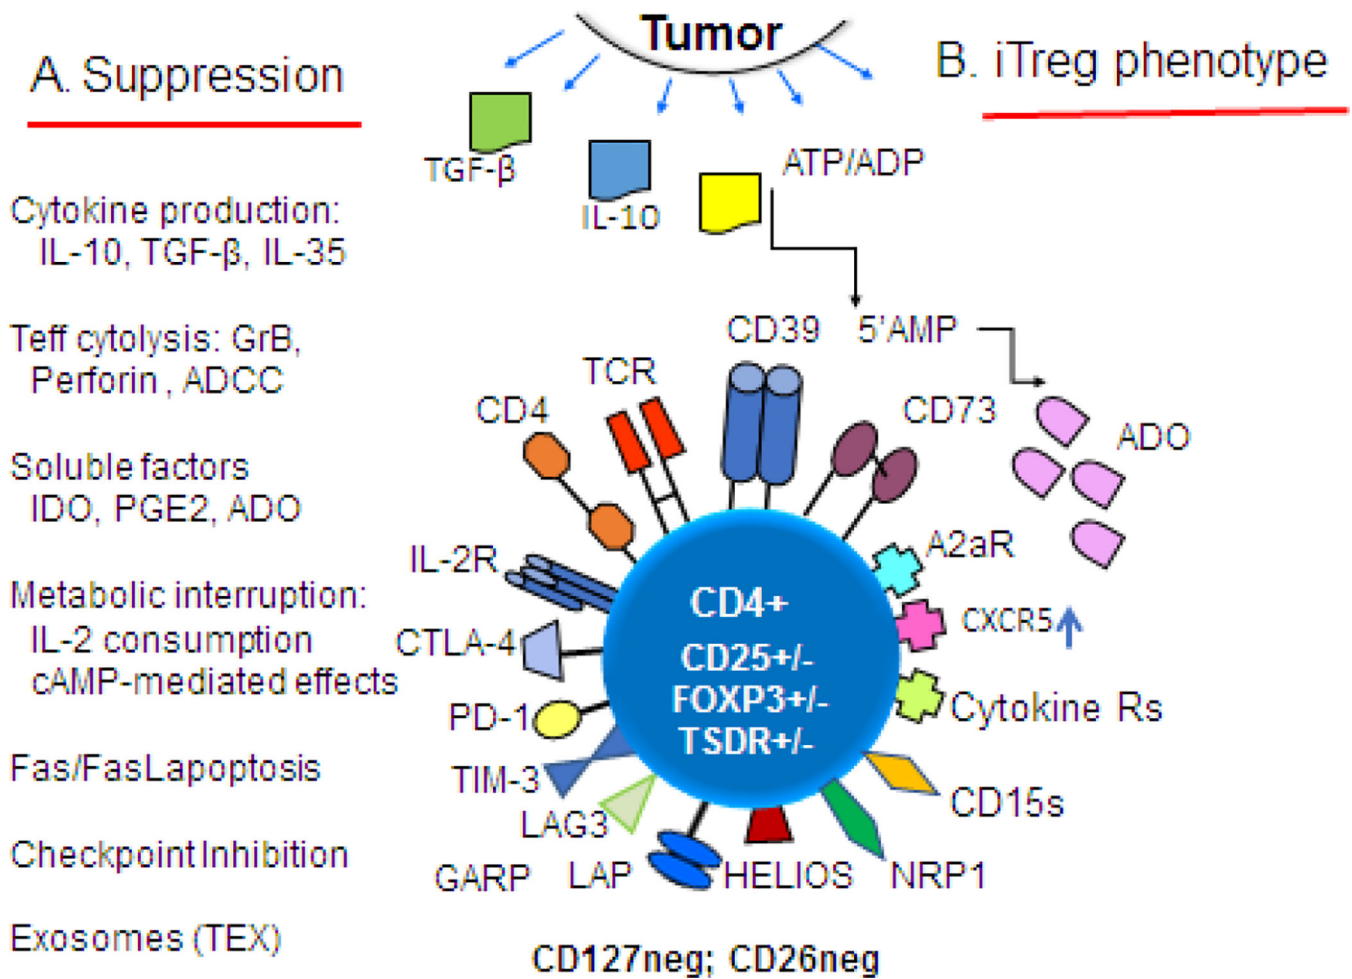 Tumor
A. Suppression
B. iTreg phenotype
TGF-β
IL-10
ATP/ADP
Cytokine production:
IL-10, TGF-β, IL-35
Teff cytolysis: GrB,
Perforin , ADCC
Soluble factors
IDO, PGE2, ADO
Metabolic interruption:
IL-2 consumption
cAMP-mediated effects
Fas/FasLapoptosis
Checkpoint Inhibition
Exosomes (TEX)
CD39
5'AMP
TCR
CD4
CD73
ADO
IL-2R
A2aR
CTLA-4
CXCR5
PD-1
Cytokine Rs
TIM-3
CD15s
LAG3
GARP
LAP
HELIOS
NRP1
CD4+
CD25+/-
FOXP3+/-
TSDR+/-
CD127neg; CD26neg